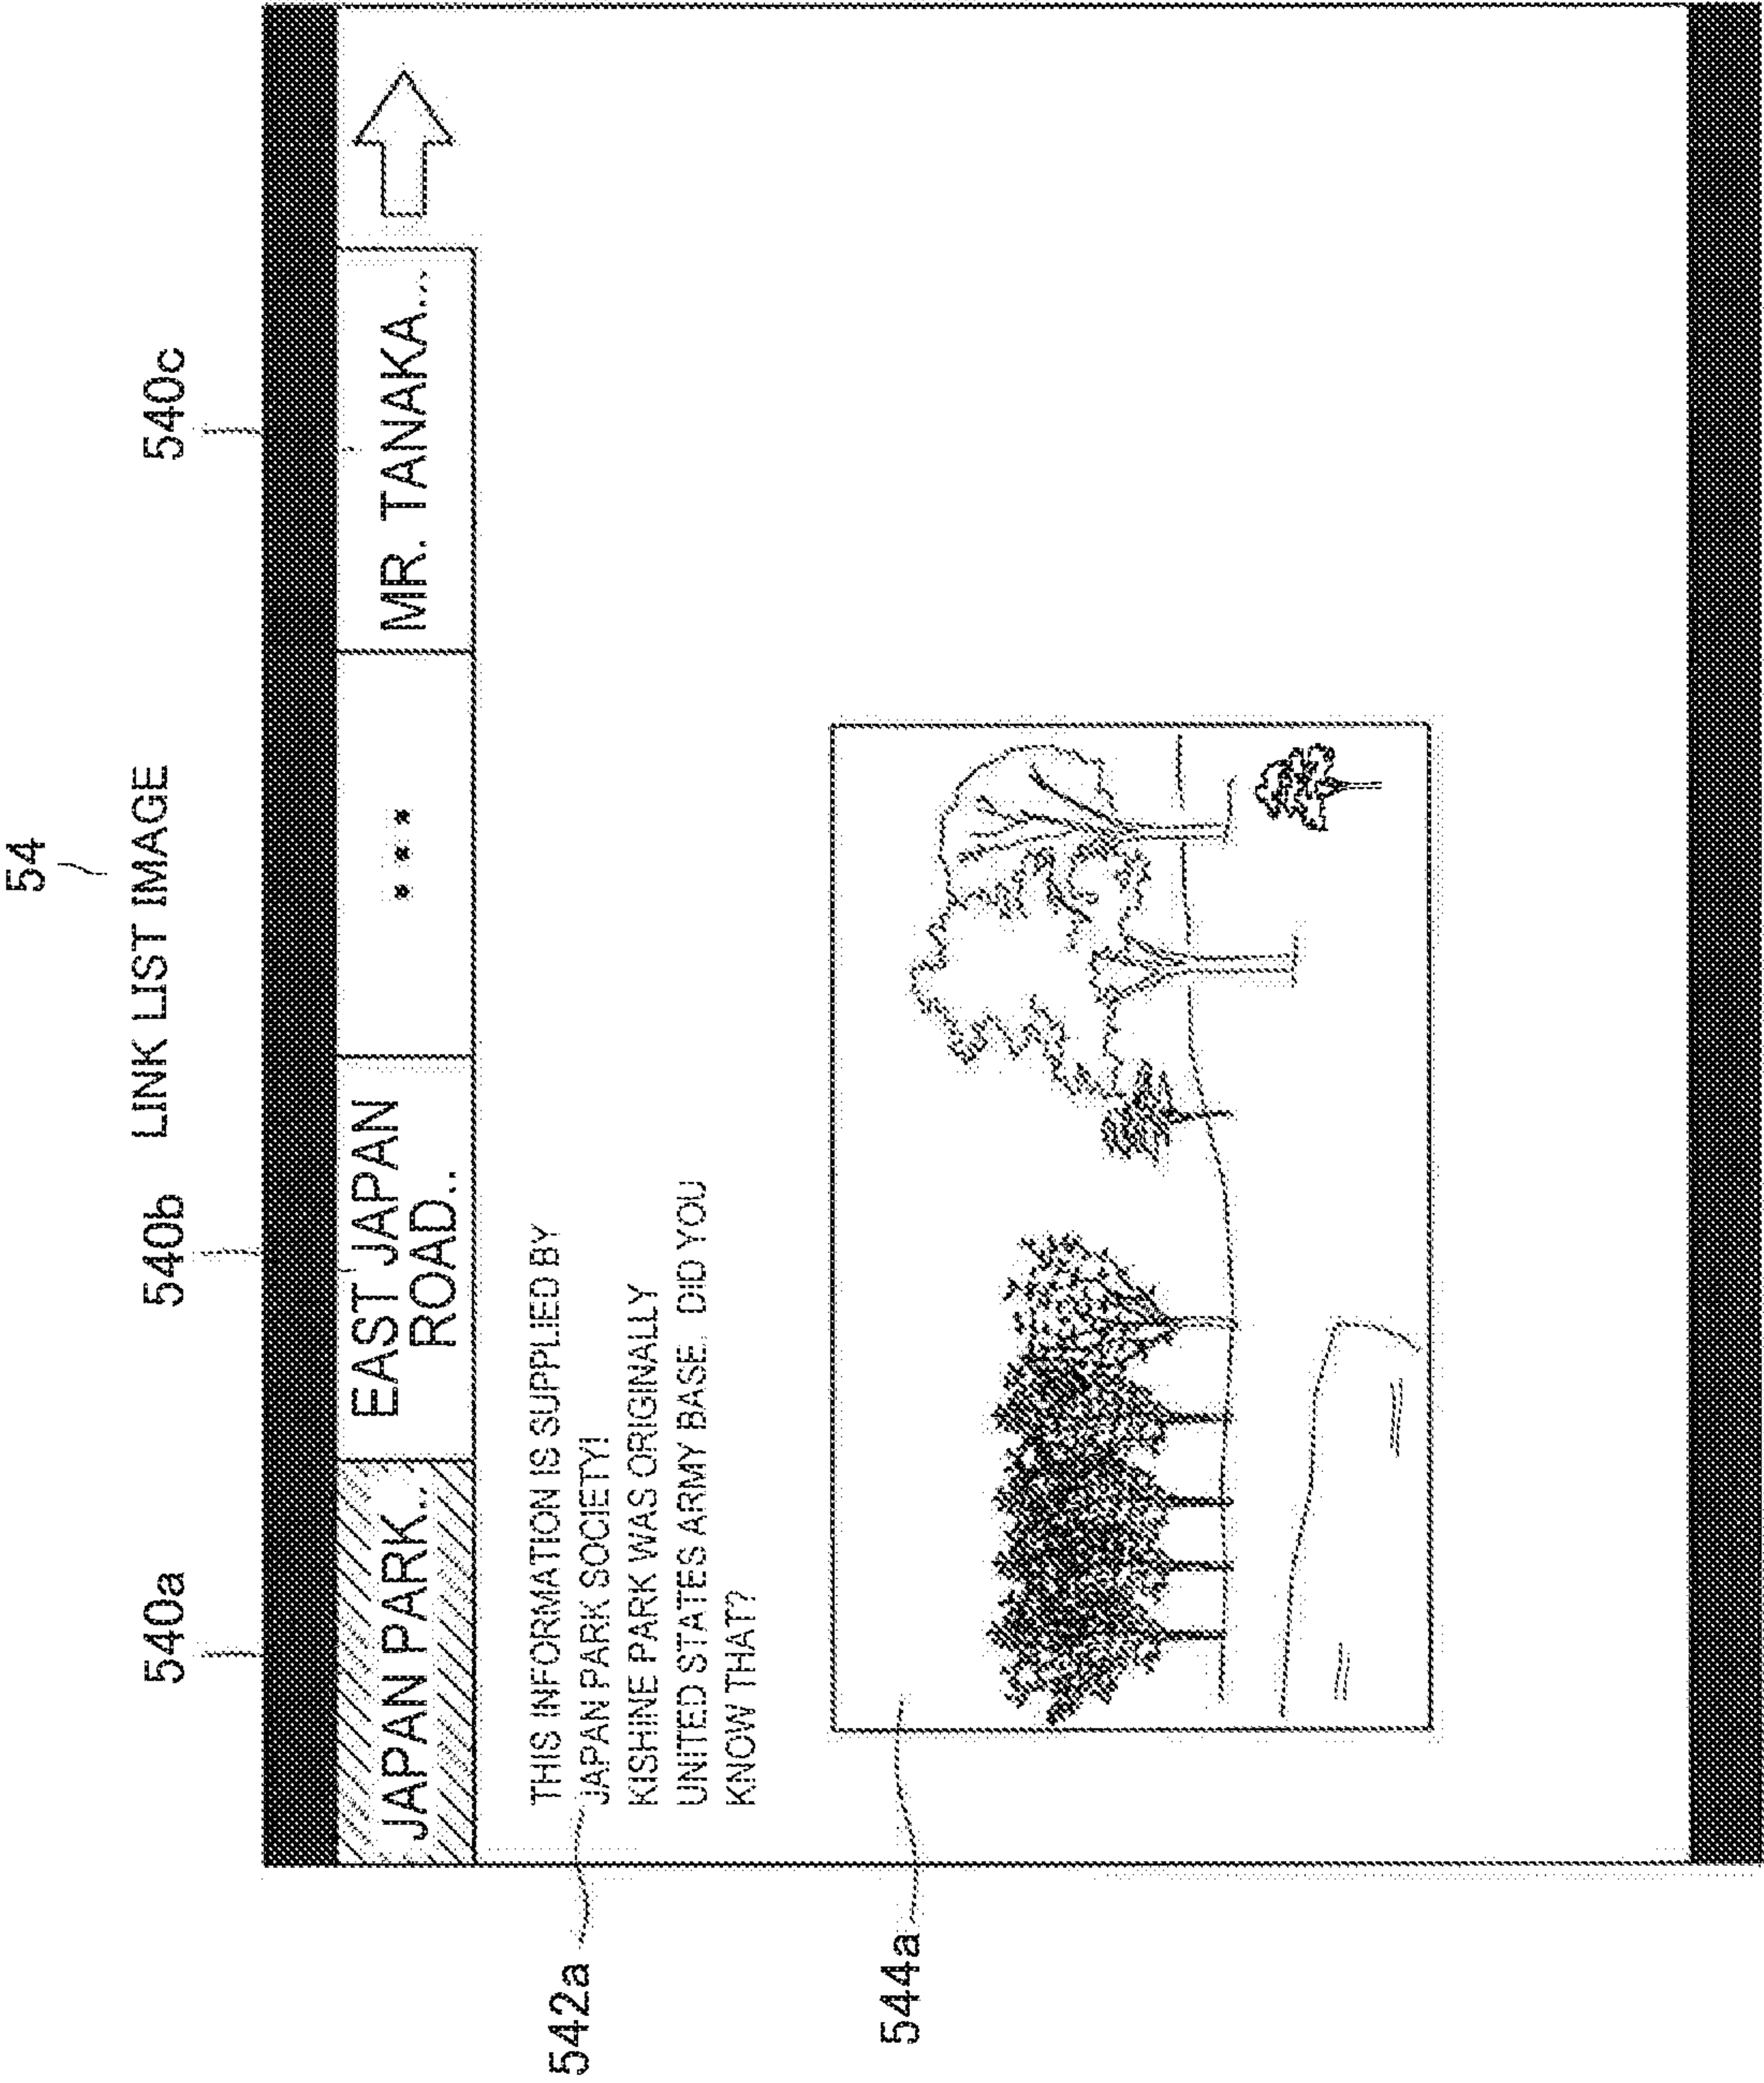 54
LINK LIST IMAGE
540a
540b
540c
JAPAN PARK..
EAST JAPAN
ROAD..
...
MR. TANAKA...
542a
THIS INFORMATION IS SUPPLIED BY
JAPAN PARK SOCIETY!
KISHINE PARK WAS ORIGINALLY
UNITED STATES ARMY BASE. DID YOU
KNOW THAT?
544a